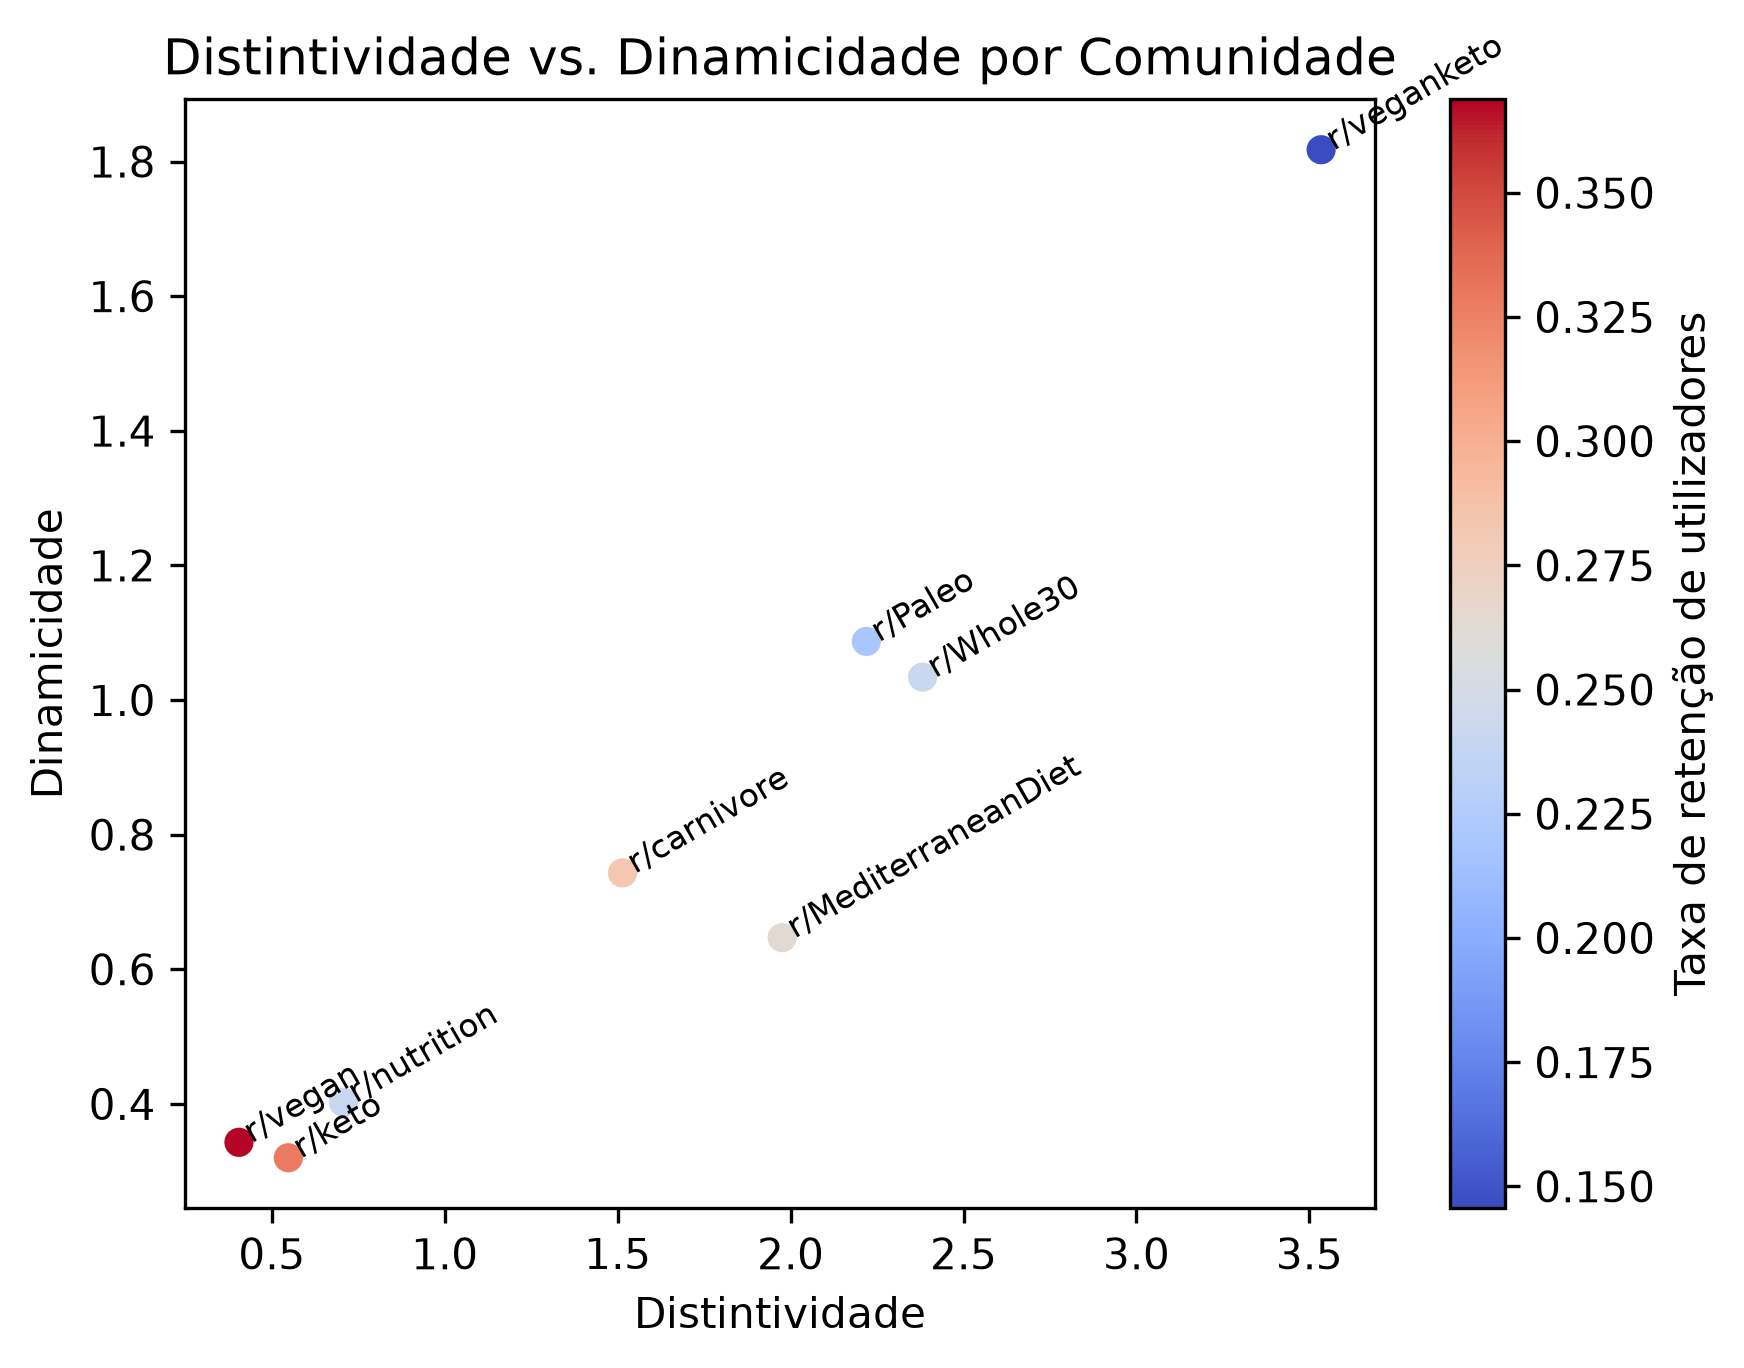 Distintividade vs. Dinamicidade por Comunidade
r/veganketo
1.8
1.6
1.4
1.2
1.0
0.8
0.6
0.4
Dinamicidade
r/Paleo
r/Whole30
r/carnivore
r/MediterraneanDiet
r/nutrition
r/vegan
r/keto
0.5
1.0
1.5
2.0
2.5
3.0
3.5
Distintividade
0.350
0.325
0.300
0.275
0.250
0.225
0.200
0.175
0.150
Taxa de retenção de utilizadores